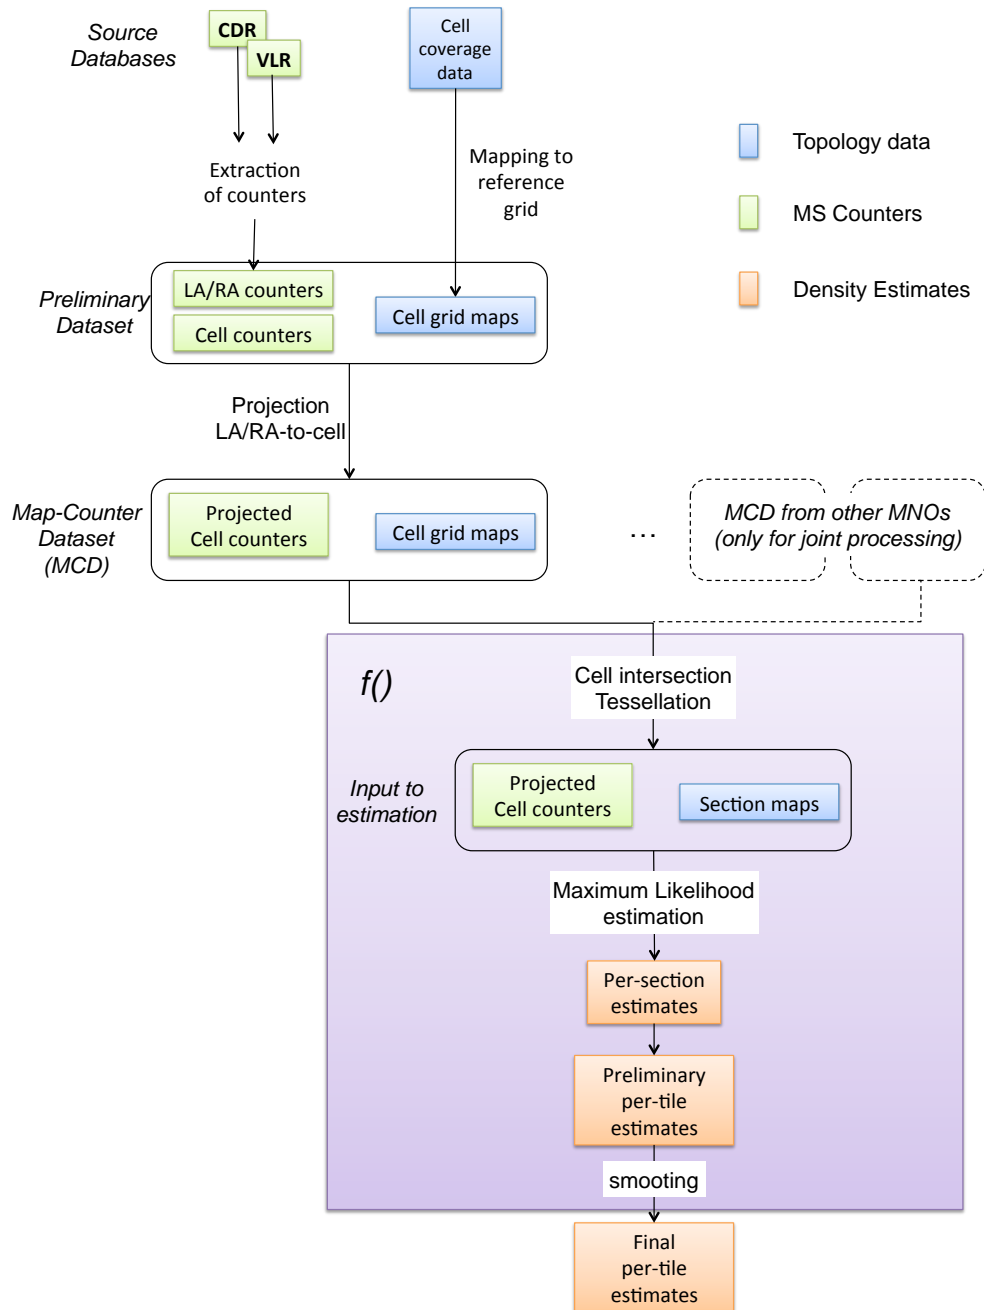 Source
Databases
CDR
VLR
Cell
coverage
data
Topology data
MS Counters
Density Estimates
Extraction
of counters
Mapping to
reference
grid
Preliminary
Dataset
LA/RA counters
Cell counters
Cell grid maps
Projection
LA/RA-to-cell
Map-Counter
Dataset
(MCD)
Projected
Cell counters
Cell grid maps
...
MCD from other MNOs
(only for joint processing)
f()
Cell intersection
Tessellation
Input to
estimation
Projected
Cell counters
Section maps
Maximum Likelihood
estimation
Per-section
estimates
Preliminary
per-tile
estimates
smooting
Final
per-tile
estimates